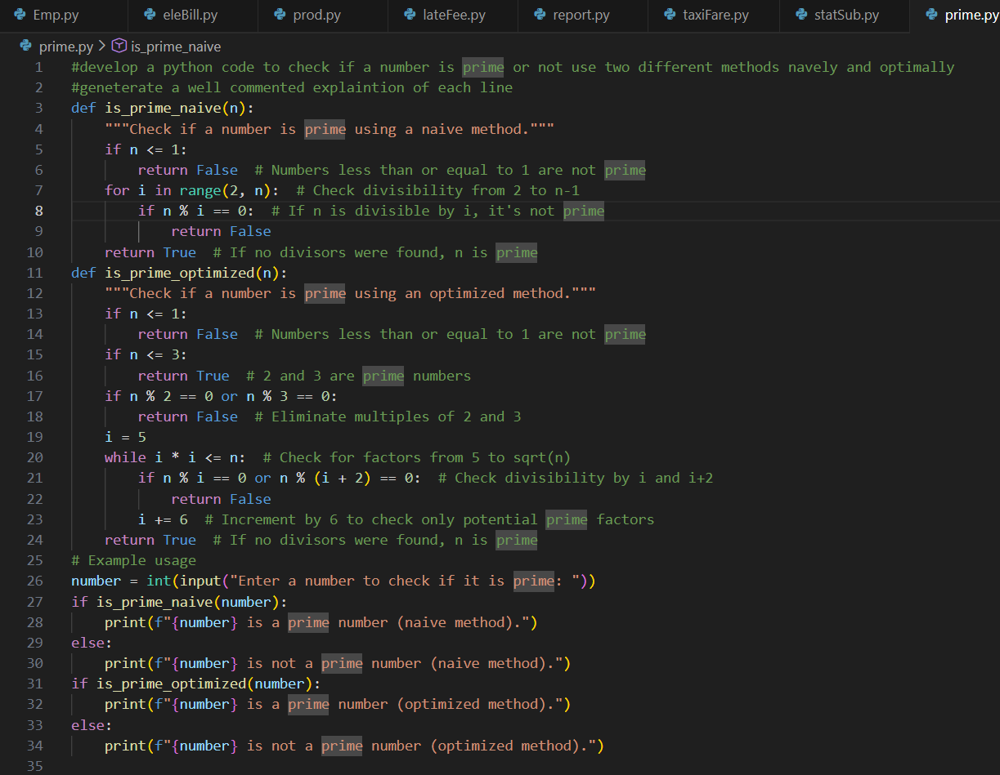 Emp.py eleBill.py prod.py lateFee.py report.py taxiFare.py statSub.py prime.py
prime.py > is_prime_naive
1 #develop a python code to check if a number is prime or not use two different methods navely and optimally
2 #geneterate a well commented explaintion of each line
3 def is_prime_naive(n):
4     """Check if a number is prime using a naive method."""
5     if n <= 1:
6         return False  # Numbers less than or equal to 1 are not prime
7     for i in range(2, n):  # Check divisibility from 2 to n-1
8         if n % i == 0:  # If n is divisible by i, it's not prime
9             return False
10     return True  # If no divisors were found, n is prime
11 def is_prime_optimized(n):
12     """Check if a number is prime using an optimized method."""
13     if n <= 1:
14         return False  # Numbers less than or equal to 1 are not prime
15     if n <= 3:
16         return True  # 2 and 3 are prime numbers
17     if n % 2 == 0 or n % 3 == 0:
18         return False  # Eliminate multiples of 2 and 3
19     i = 5
20     while i * i <= n:  # Check for factors from 5 to sqrt(n)
21         if n % i == 0 or n % (i + 2) == 0:  # Check divisibility by i and i+2
22             return False
23         i += 6  # Increment by 6 to check only potential prime factors
24     return True  # If no divisors were found, n is prime
25 # Example usage
26 number = int(input("Enter a number to check if it is prime: "))
27 if is_prime_naive(number):
28     print(f"{number} is a prime number (naive method).")
29 else:
30     print(f"{number} is not a prime number (naive method).")
31 if is_prime_optimized(number):
32     print(f"{number} is a prime number (optimized method).")
33 else:
34     print(f"{number} is not a prime number (optimized method).")
35